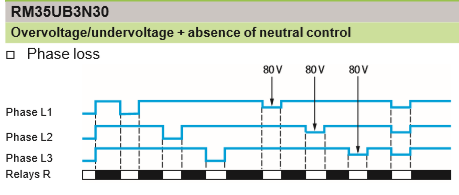 RM35UB3N30
Overvoltage/undervoltage + absence of neutral control
Phase loss
80 V 80 V 80 V
Phase L1
Phase L2
Phase L3
Relays R